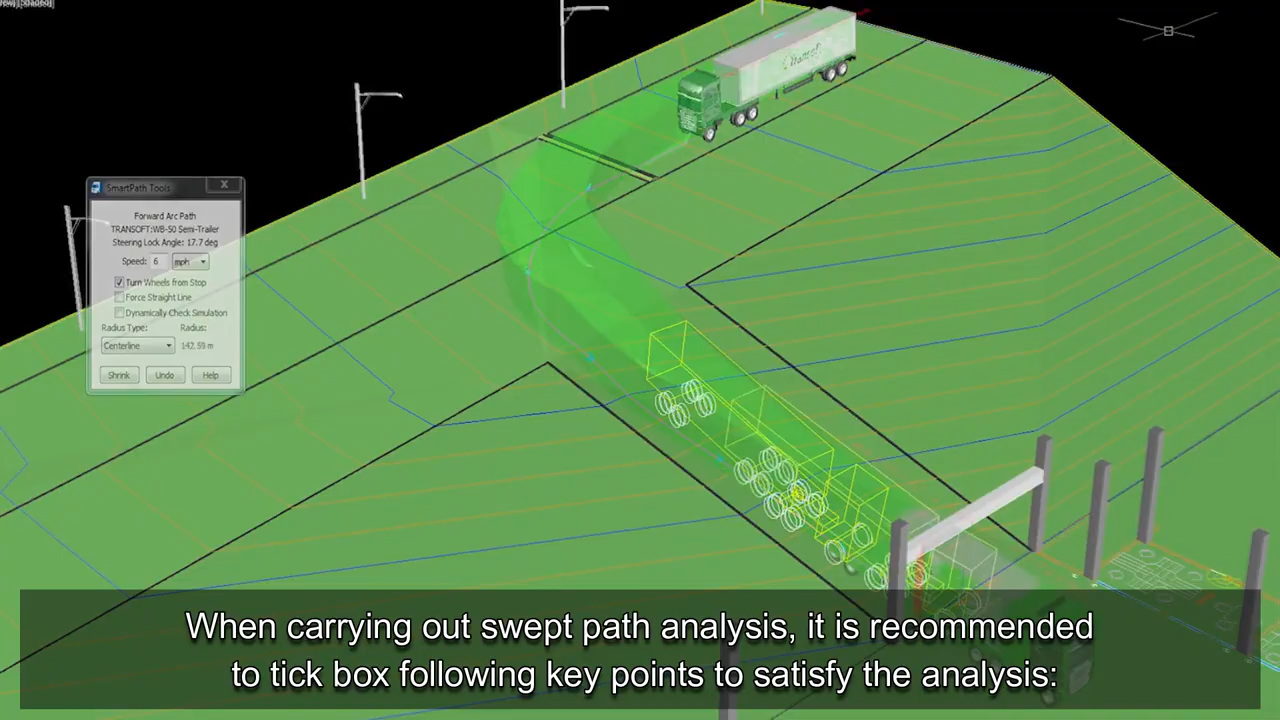 SmartPath Tools
X
Forward Arc Path
TRANSOFT:WB-50 Semi-Trailer
Steering Lock Angle: 17.7 deg
Speed: 6 mph
Turn Wheels from Stop
Force Straight Line
Dynamically Check Simulation
Radius Type: Radius:
Centerline 142.59 m
Shrink Undo Help
When carrying out swept path analysis, it is recommended
to tick box following key points to satisfy the analysis: